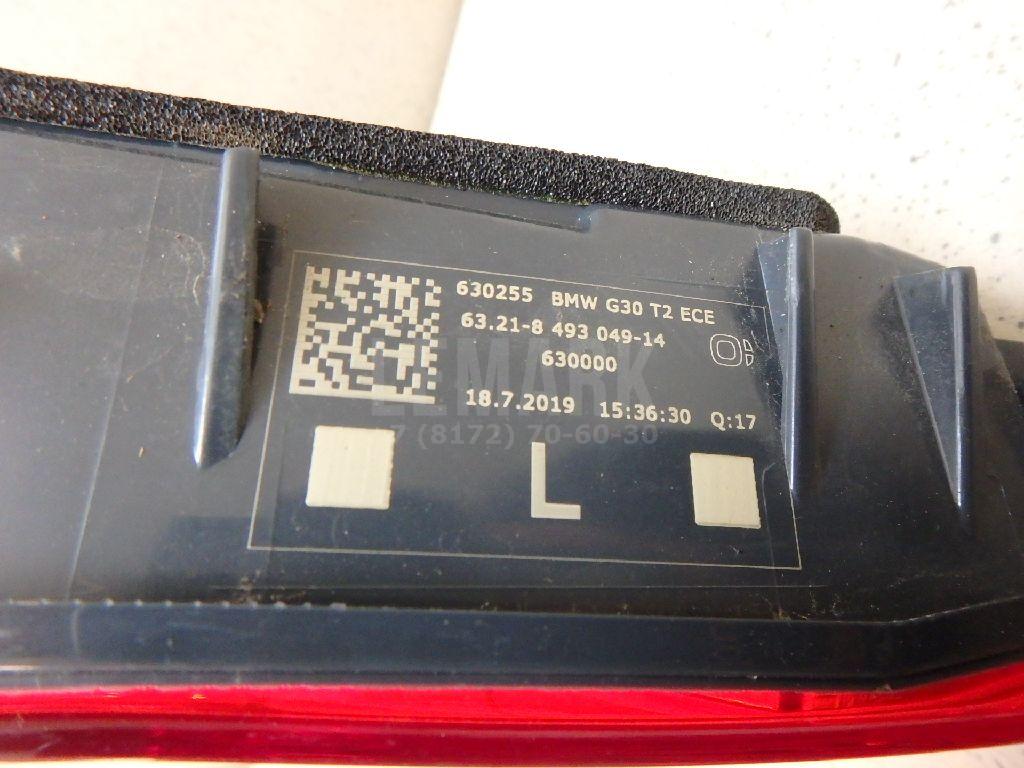 630255 BMW G30 T2 ECE
63.21-8 493 049-14
630000
18.7.2019 15:36:30 Q:17
LEMARK
7 (8172) 70-60-30
L